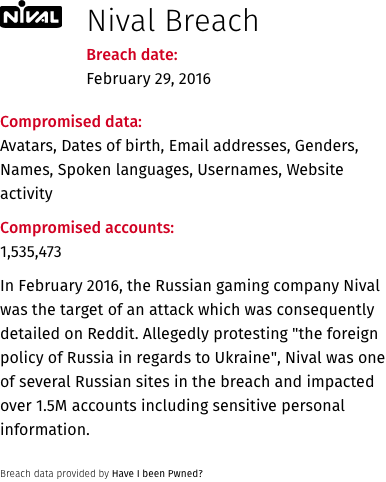 NIVAL
Nival Breach
Breach date:
February 29, 2016
Compromised data:
Avatars, Dates of birth, Email addresses, Genders,
Names, Spoken languages, Usernames, Website
activity
Compromised accounts:
1,535,473
In February 2016, the Russian gaming company Nival
was the target of an attack which was consequently
detailed on Reddit. Allegedly protesting "the foreign
policy of Russia in regards to Ukraine", Nival was one
of several Russian sites in the breach and impacted
over 1.5M accounts including sensitive personal
information.
Breach data provided by Have I been Pwned?